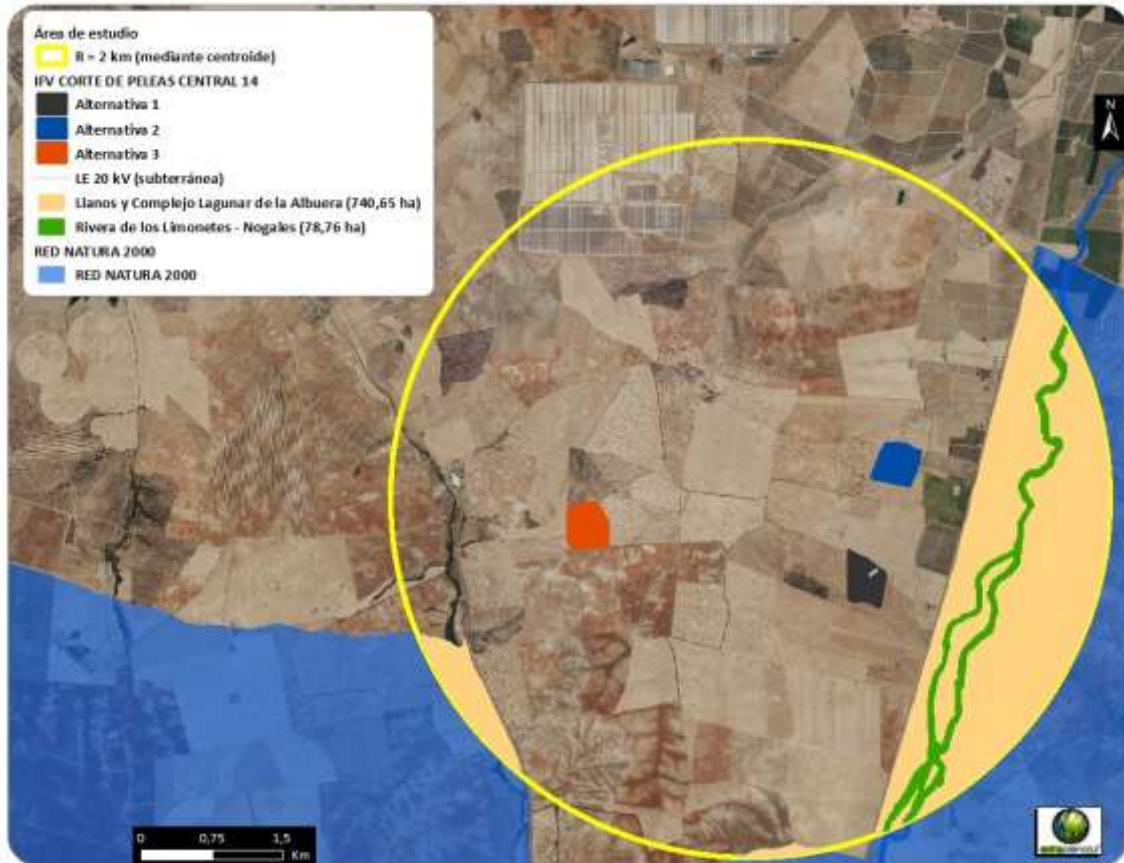 Área de estudio
R = 2 km (mediante centroide)
IFV CORTE DE PELEAS CENTRAL 14
Alternativa 1
Alternativa 2
Alternativa 3
LE 20 kV (subterránea)
Llanos y Complejo Lagunar de la Albuera (740,65 ha)
Rivera de los Limonetes - Nogales (78,76 ha)
RED NATURA 2000
RED NATURA 2000
N
0 0,75 1,5
Km